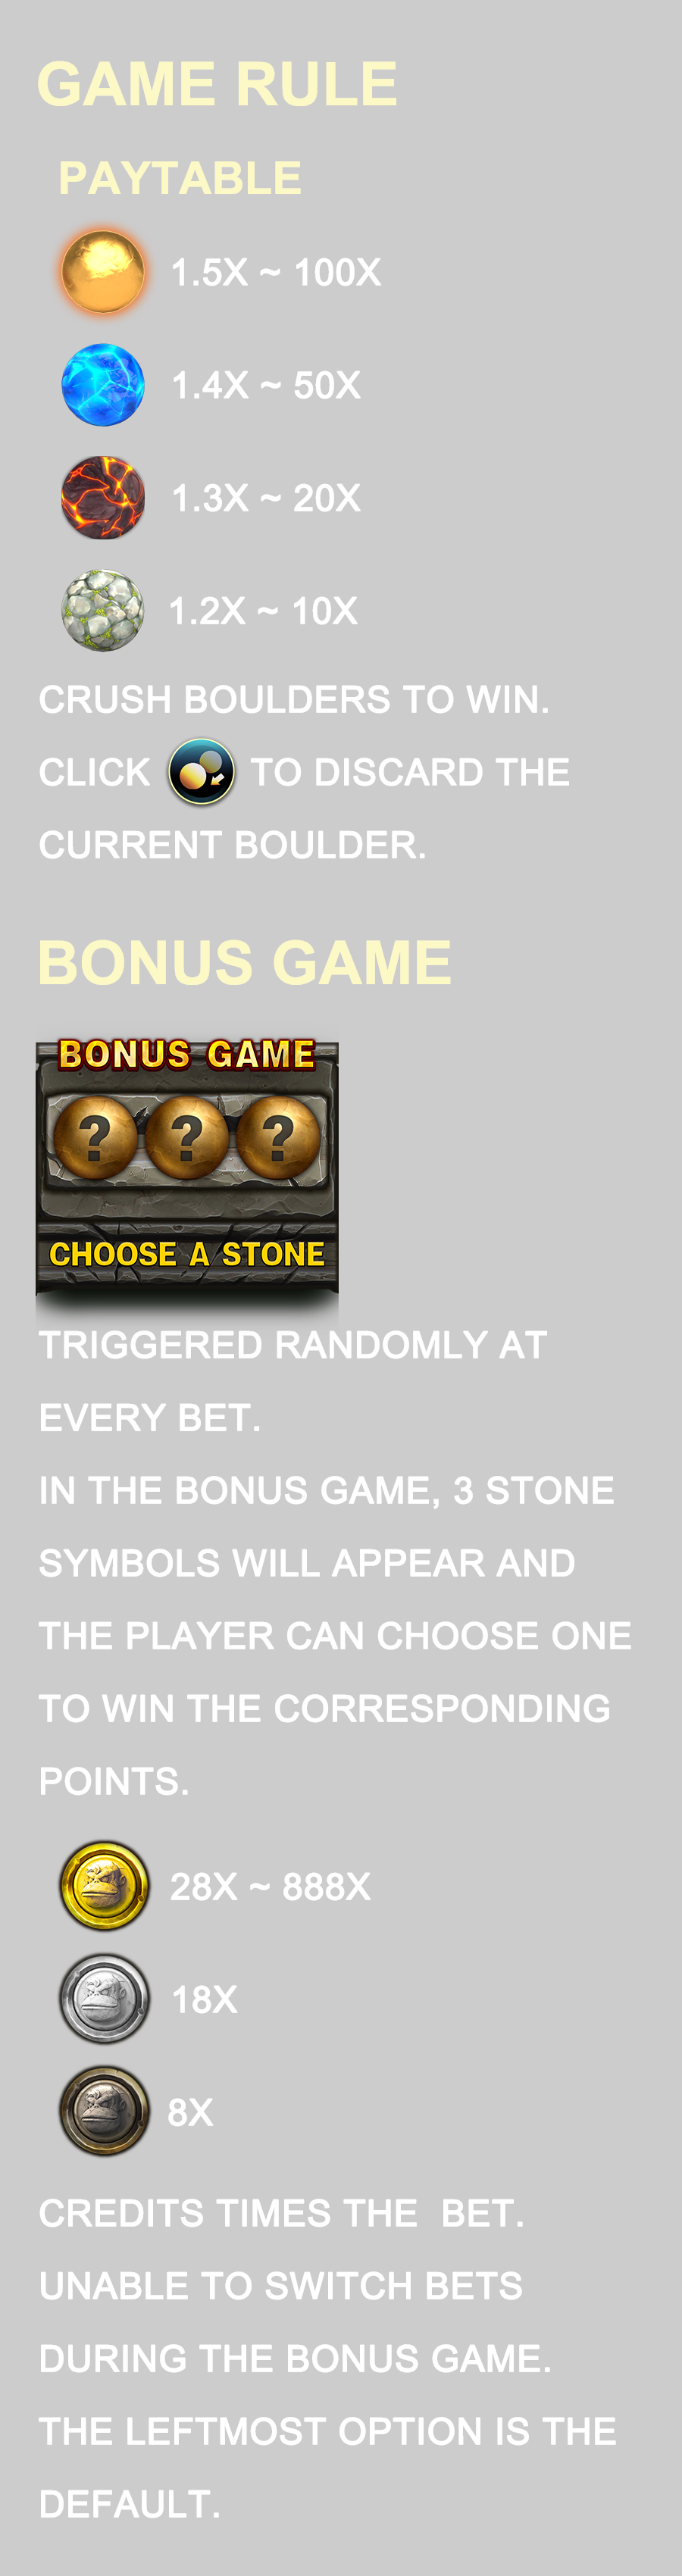 GAME RULE
PAYTABLE
1.5X ~ 100X
1.4X ~ 50X
1.3X ~ 20X
1.2X ~ 10X
CRUSH BOULDERS TO WIN.
CLICK TO DISCARD THE
CURRENT BOULDER.
BONUS GAME
BONUS GAME
? ? ?
CHOOSE A STONE
TRIGGERED RANDOMLY AT
EVERY BET.
IN THE BONUS GAME, 3 STONE
SYMBOLS WILL APPEAR AND
THE PLAYER CAN CHOOSE ONE
TO WIN THE CORRESPONDING
POINTS.
28X ~ 888X
18X
8X
CREDITS TIMES THE  BET.
UNABLE TO SWITCH BETS
DURING THE BONUS GAME.
THE LEFTMOST OPTION IS THE
DEFAULT.